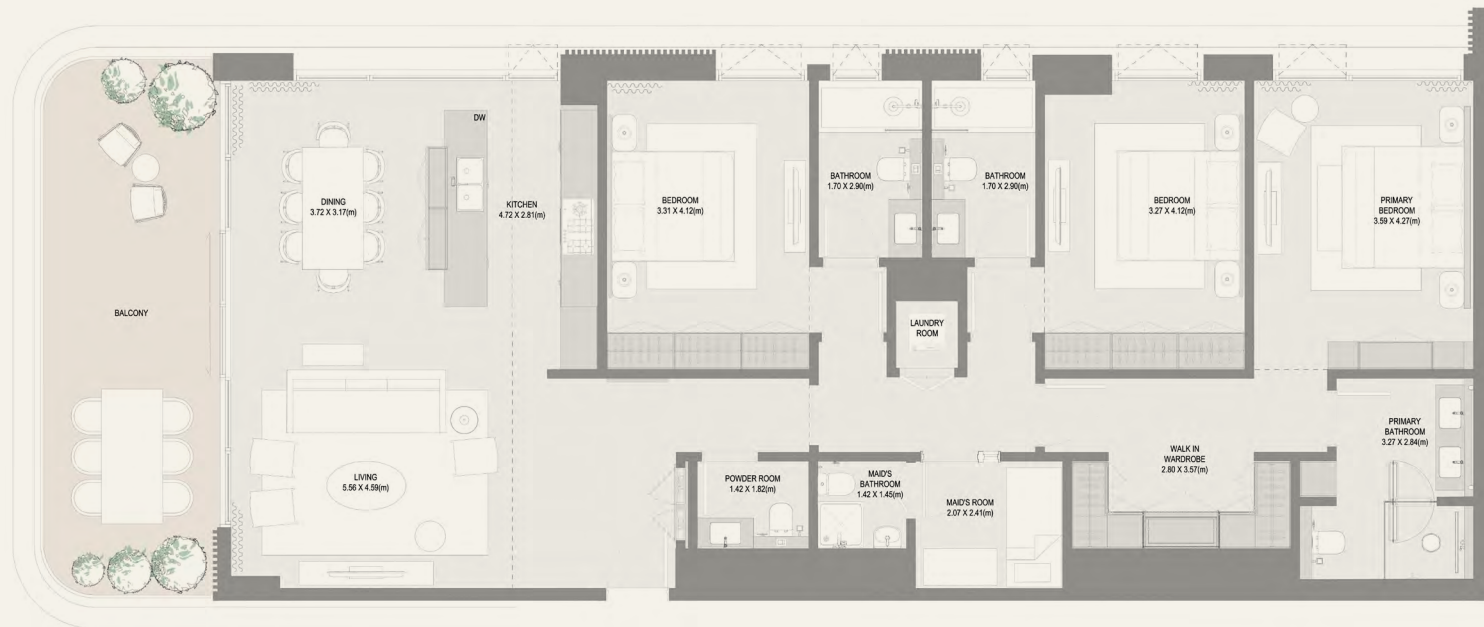 BALCONY
DINING
3.72 X 3.17(m)
DW
KITCHEN
4.72 X 2.81(m)
LIVING
5.56 X 4.59(m)
BEDROOM
3.31 X 4.12(m)
BATHROOM
1.70 X 2.90(m)
BATHROOM
1.70 X 2.90(m)
LAUNDRY
ROOM
BEDROOM
3.27 X 4.12(m)
PRIMARY
BEDROOM
3.59 X 4.27(m)
POWDER ROOM
1.42 X 1.82(m)
MAID'S
BATHROOM
1.42 X 1.45(m)
MAID'S ROOM
2.07 X 2.41(m)
WALK IN
WARDROBE
2.80 X 3.57(m)
PRIMARY
BATHROOM
3.27 X 2.84(m)